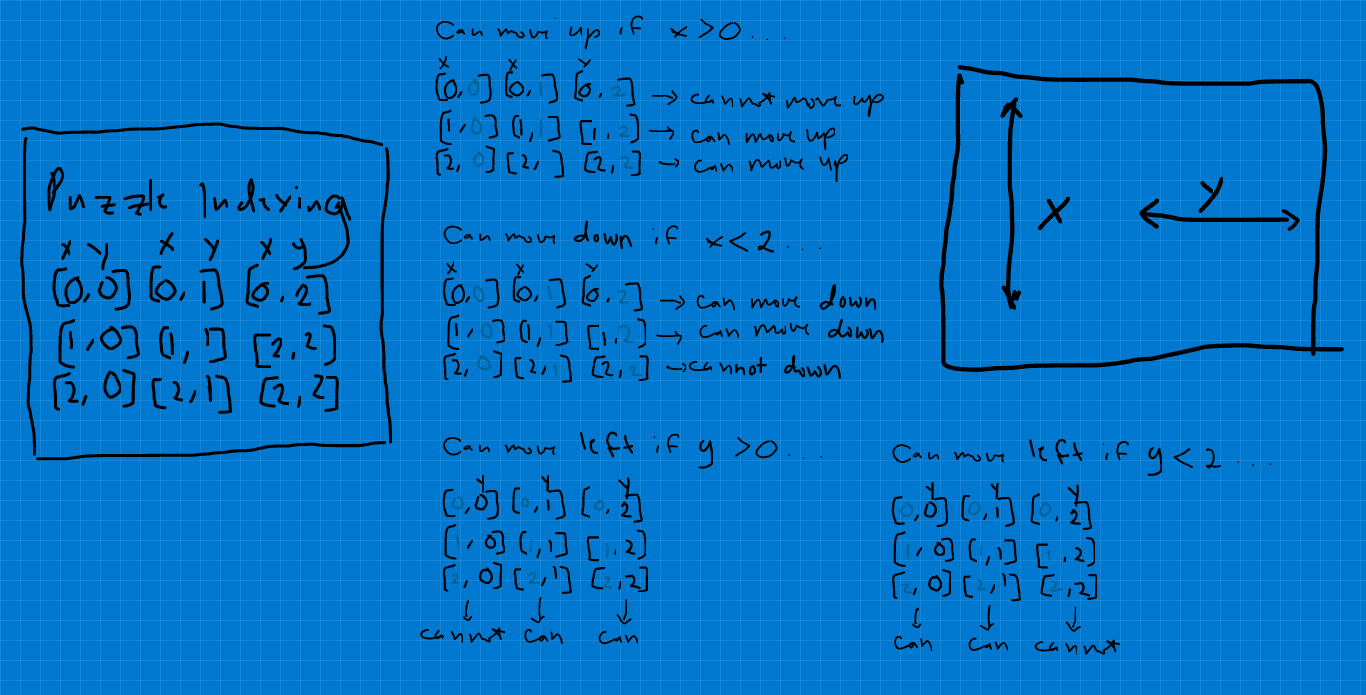 Puzzle Indexing
x y x y x y
[0,0] [0,1] [0,2]
[1,0] [1,1] [2,2]
[2,0] [2,1] [2,2]
Can move up if x>0...
x x y
[0,0] [0,1] [0,2] → cannot move up
[1,0] [1,1] [1,2] → can move up
[2,0] [2, ] [2,2] → can move up
Can move down if x<2...
x x y
[0,0] [0,1] [0,2] → can move down
[1,0] [1,1] [1,2] → can move down
[2,0] [2,1] [2,2] → cannot down
Can move left if y >0...
y y y
[0,0] [0,1] [0,2]
[1,0] [1,1] [1,2]
[2,0] [2,1] [2,2]
cannot can can
x y
Can move left if y<2...
y y y
[0,0] [0,1] [0,2]
[1,0] [1,1] [1,2]
[2,0] [2,1] [2,2]
can can cannot